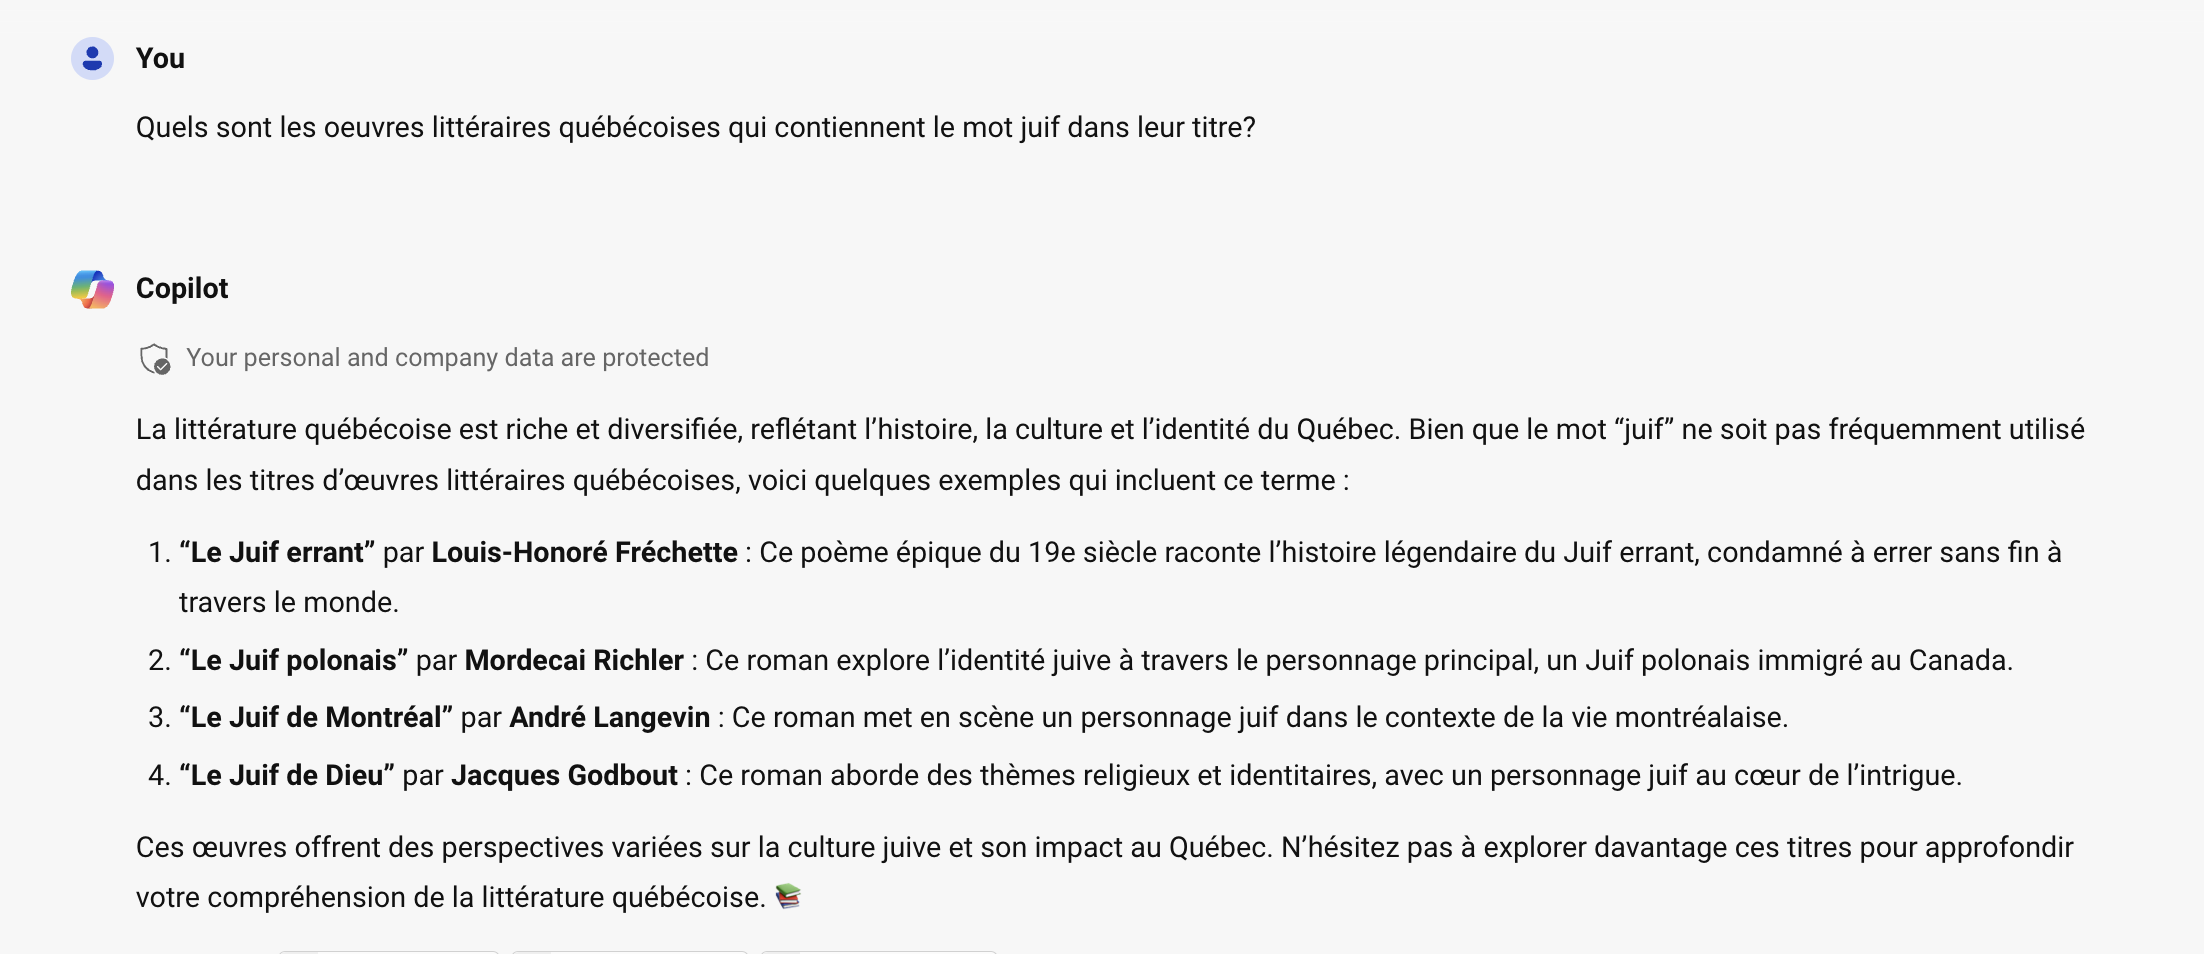 You
Quels sont les oeuvres littéraires québécoises qui contiennent le mot juif dans leur titre?
Copilot
Your personal and company data are protected
La littérature québécoise est riche et diversifiée, reflétant l’histoire, la culture et l’identité du Québec. Bien que le mot “juif” ne soit pas fréquemment utilisé
dans les titres d’œuvres littéraires québécoises, voici quelques exemples qui incluent ce terme :
1. “Le Juif errant” par Louis-Honoré Fréchette : Ce poème épique du 19e siècle raconte l’histoire légendaire du Juif errant, condamné à errer sans fin à
travers le monde.
2. “Le Juif polonais” par Mordecai Richler : Ce roman explore l’identité juive à travers le personnage principal, un Juif polonais immigré au Canada.
3. “Le Juif de Montréal” par André Langevin : Ce roman met en scène un personnage juif dans le contexte de la vie montréalaise.
4. “Le Juif de Dieu” par Jacques Godbout : Ce roman aborde des thèmes religieux et identitaires, avec un personnage juif au cœur de l’intrigue.
Ces œuvres offrent des perspectives variées sur la culture juive et son impact au Québec. N’hésitez pas à explorer davantage ces titres pour approfondir
votre compréhension de la littérature québécoise. 📚